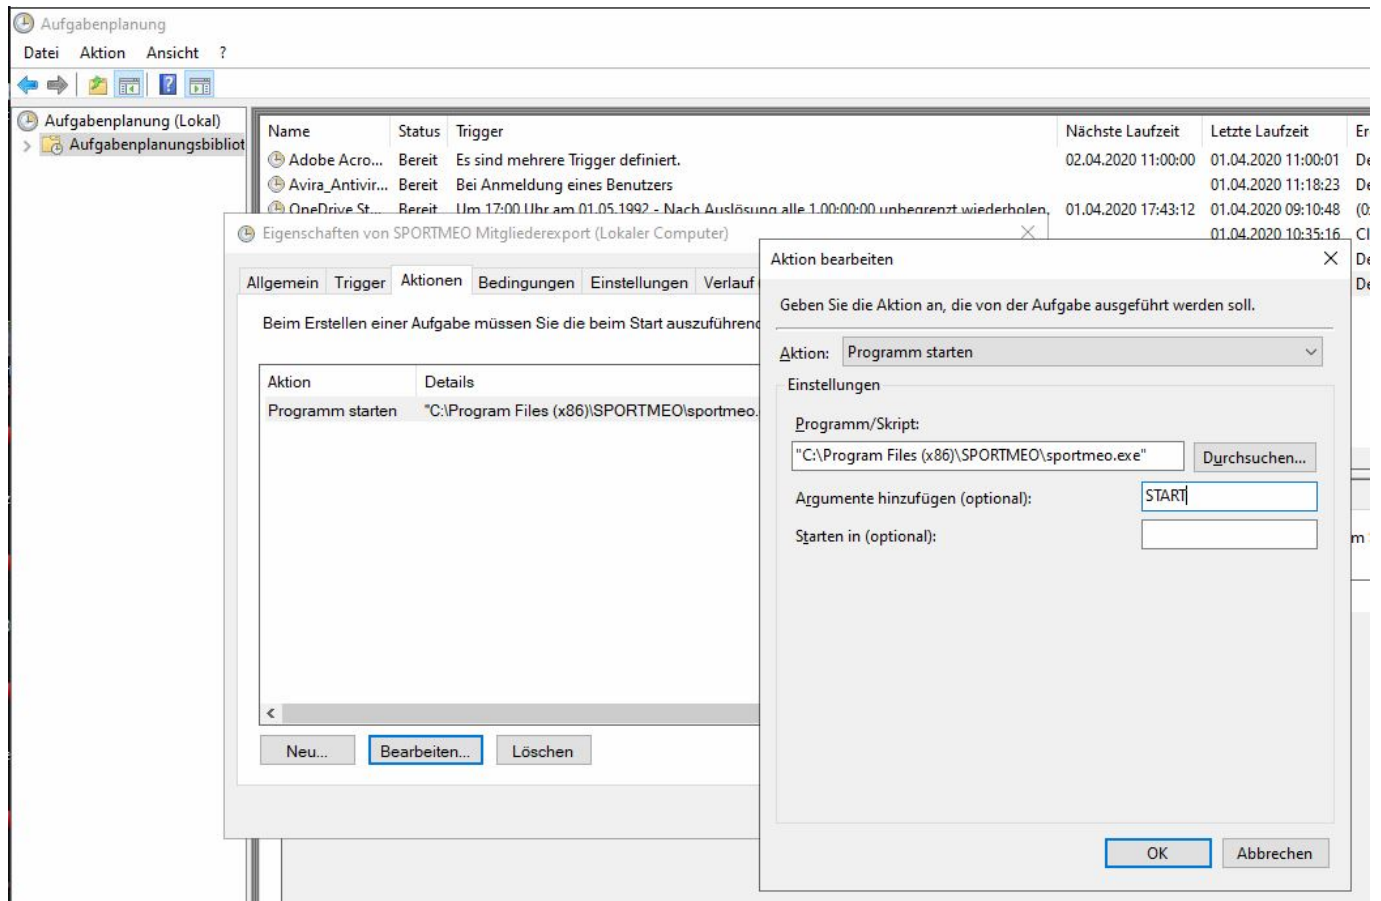 Aufgabenplanung
Datei Aktion Ansicht ?
Aufgabenplanung (Lokal)
Aufgabenplanungsbibliot
Name Status Trigger Nächste Laufzeit Letzte Laufzeit Er
Adobe Acro... Bereit Es sind mehrere Trigger definiert. 02.04.2020 11:00:00 01.04.2020 11:00:01 De
Avira_Antivir... Bereit Bei Anmeldung eines Benutzers 01.04.2020 11:18:23 De
OneDrive St... Bereit Um 17:00 Uhr am 01.05.1992 - Nach Auslösung alle 1.00:00:00 unbegrenzt wiederholen. 01.04.2020 17:43:12 01.04.2020 09:10:48 (0:
01.04.2020 10:35:16 Cl
De
De
Eigenschaften von SPORTMEO Mitgliederexport (Lokaler Computer)
Allgemein Trigger Aktionen Bedingungen Einstellungen Verlauf
Beim Erstellen einer Aufgabe müssen Sie die beim Start auszuführend
Aktion Details
Programm starten "C:\Program Files (x86)\SPORTMEO\sportmeo.
Neu... Bearbeiten... Löschen
Aktion bearbeiten
Geben Sie die Aktion an, die von der Aufgabe ausgeführt werden soll.
Aktion: Programm starten
Einstellungen
Programm/Skript:
"C:\Program Files (x86)\SPORTMEO\sportmeo.exe" Durchsuchen...
Argumente hinzufügen (optional): START
Starten in (optional):
OK Abbrechen